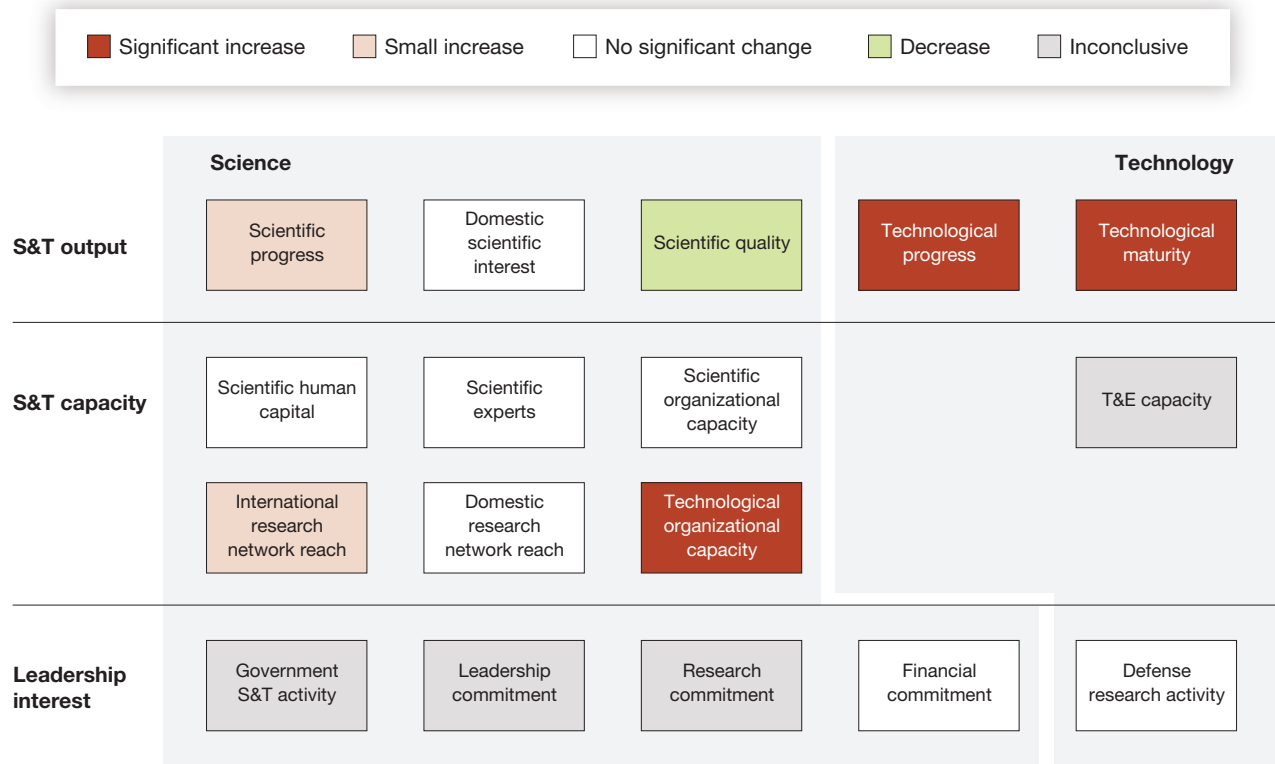 Significant increase
Small increase
No significant change
Decrease
Inconclusive
Science
Technology
S&T output
Scientific
progress
Domestic
scientific
interest
Scientific quality
Technological
progress
Technological
maturity
S&T capacity
Scientific human
capital
Scientific
experts
Scientific
organizational
capacity
T&E capacity
International
research
network reach
Domestic
research
network reach
Technological
organizational
capacity
Leadership
interest
Government
S&T activity
Leadership
commitment
Research
commitment
Financial
commitment
Defense
research activity